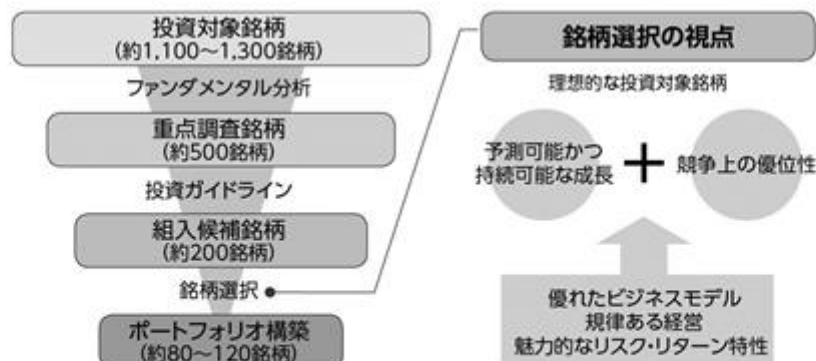 投資対象銘柄
(約1,100～1,300銘柄)
ファンダメンタル分析
重点調査銘柄
(約500銘柄)
投資ガイドライン
組入候補銘柄
(約200銘柄)
銘柄選択
ポートフォリオ構築
(約80～120銘柄)
銘柄選択の視点
理想的な投資対象銘柄
予測可能かつ
持続可能な成長
+
競争上の優位性
優れたビジネスモデル
規律ある経営
魅力的なリスク・リターン特性